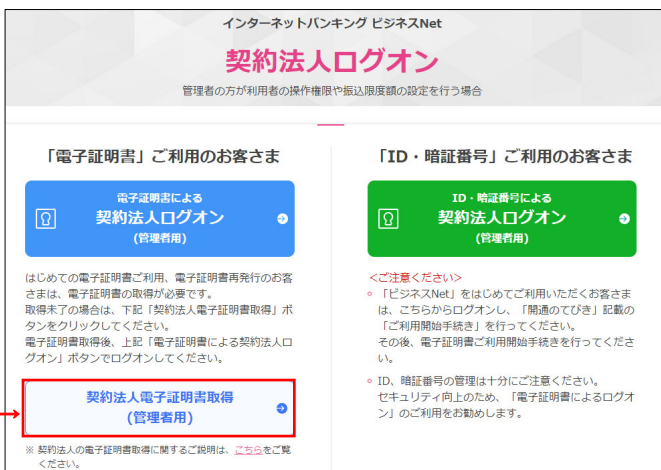 インターネットバンキング ビジネスNet
契約法人ログオン
管理者の方が利用者の操作権限や振込限度額の設定を行う場合
「電子証明書」ご利用のお客さま
電子証明書による
契約法人ログオン
(管理者用)
はじめての電子証明書ご利用、電子証明書再発行のお客
さまは、電子証明書の取得が必要です。
取得未了の場合は、下記「契約法人電子証明書取得」ボ
タンをクリックしてください。
電子証明書取得後、上記「電子証明書による契約法人ロ
グオン」ボタンでログオンしてください。
契約法人電子証明書取得
(管理者用)
※ 契約法人の電子証明書取得に関するご説明は、こちらをご覧
ください。
「ID・暗証番号」ご利用のお客さま
ID・暗証番号による
契約法人ログオン
(管理者用)
<ご注意ください>
「ビジネスNet」をはじめてご利用いただくお客さま
は、こちらからログオンし、「開通のてびき」記載の
「ご利用開始手続き」を行ってください。
その後、電子証明書ご利用開始手続きを行ってくださ
い。
ID、暗証番号の管理は十分にご注意ください。
セキュリティ向上のため、「電子証明書によるログオ
ン」のご利用をお勧めします。